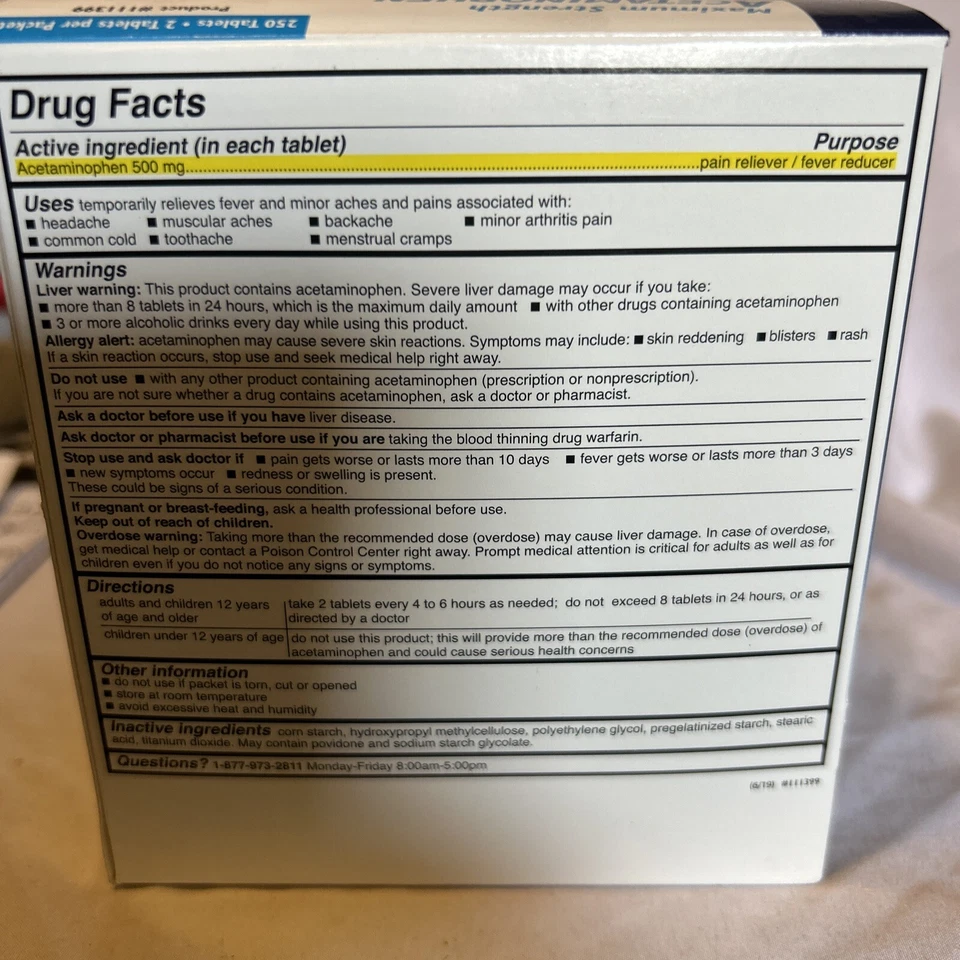 250 Tablets • 2 Tablets per Packet
Product #111399
Maximum Strength
ACETAMINOPHEN
Drug Facts
Active ingredient (in each tablet) Purpose
Acetaminophen 500 mg..........pain reliever / fever reducer
Uses temporarily relieves fever and minor aches and pains associated with:
■ headache ■ muscular aches ■ backache ■ minor arthritis pain
■ common cold ■ toothache ■ menstrual cramps
Warnings
Liver warning: This product contains acetaminophen. Severe liver damage may occur if you take:
■ more than 8 tablets in 24 hours, which is the maximum daily amount ■ with other drugs containing acetaminophen
■ 3 or more alcoholic drinks every day while using this product.
Allergy alert: acetaminophen may cause severe skin reactions. Symptoms may include: ■ skin reddening ■ blisters ■ rash
If a skin reaction occurs, stop use and seek medical help right away.
Do not use ■ with any other product containing acetaminophen (prescription or nonprescription).
If you are not sure whether a drug contains acetaminophen, ask a doctor or pharmacist.
Ask a doctor before use if you have liver disease.
Ask doctor or pharmacist before use if you are taking the blood thinning drug warfarin.
Stop use and ask doctor if ■ pain gets worse or lasts more than 10 days ■ fever gets worse or lasts more than 3 days
■ new symptoms occur ■ redness or swelling is present.
These could be signs of a serious condition.
If pregnant or breast-feeding, ask a health professional before use.
Keep out of reach of children.
Overdose warning: Taking more than the recommended dose (overdose) may cause liver damage. In case of overdose,
get medical help or contact a Poison Control Center right away. Prompt medical attention is critical for adults as well as for
children even if you do not notice any signs or symptoms.
Directions
adults and children 12 years take 2 tablets every 4 to 6 hours as needed; do not exceed 8 tablets in 24 hours, or as
of age and older directed by a doctor
children under 12 years of age do not use this product; this will provide more than the recommended dose (overdose) of
acetaminophen and could cause serious health concerns
Other information
■ do not use if packet is torn, cut or opened
■ store at room temperature
■ avoid excessive heat and humidity
Inactive ingredients corn starch, hydroxypropyl methylcellulose, polyethylene glycol, pregelatinized starch, stearic
acid, titanium dioxide. May contain povidone and sodium starch glycolate.
Questions? 1-877-973-2811 Monday-Friday 8:00am-5:00pm
(6/19) #111399